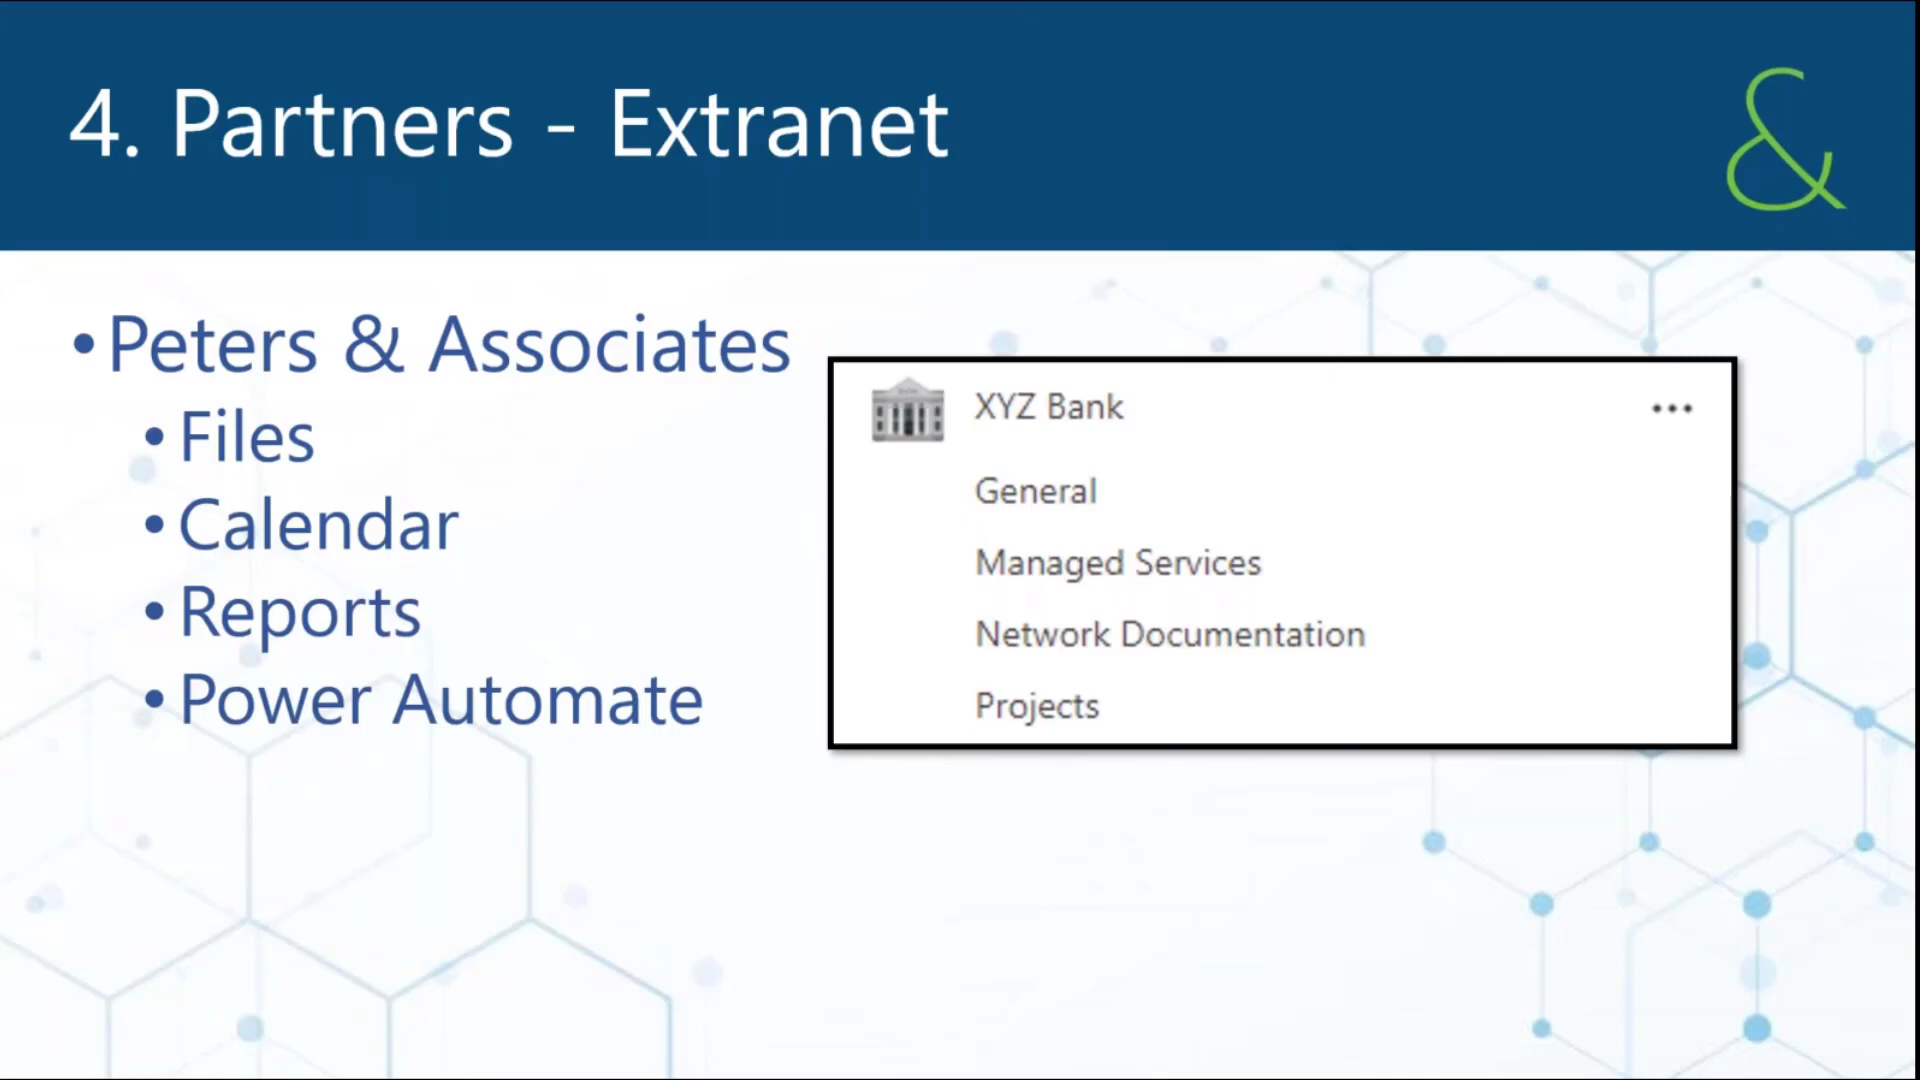 4. Partners - Extranet
&
•Peters & Associates
•Files
•Calendar
•Reports
•Power Automate
XYZ Bank
General
Managed Services
Network Documentation
Projects